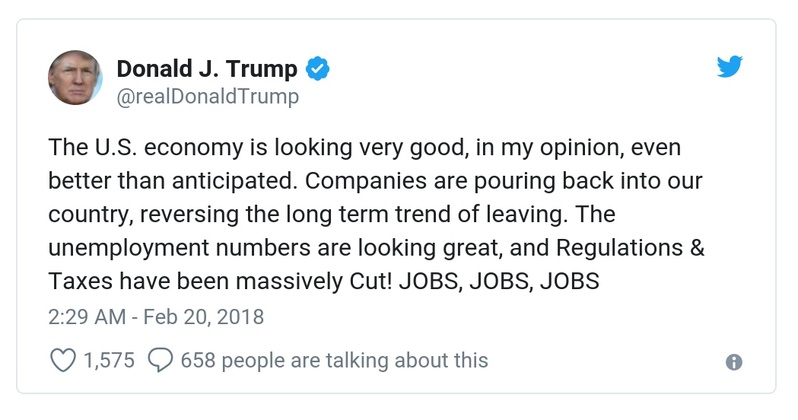 Donald J. Trump
@realDonaldTrump
The U.S. economy is looking very good, in my opinion, even
better than anticipated. Companies are pouring back into our
country, reversing the long term trend of leaving. The
unemployment numbers are looking great, and Regulations &
Taxes have been massively Cut! JOBS, JOBS, JOBS
2:29 AM - Feb 20, 2018
1,575 658 people are talking about this